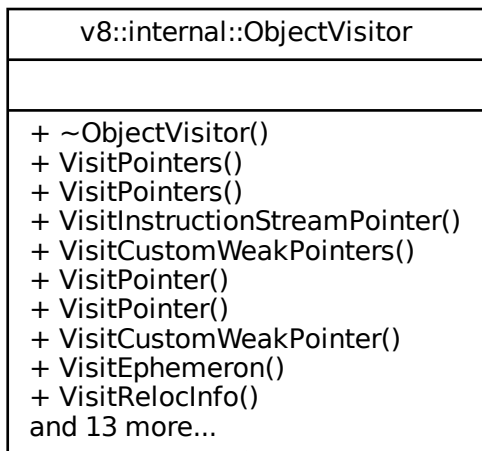 v8::internal::ObjectVisitor
+ ~ObjectVisitor()
+ VisitPointers()
+ VisitPointers()
+ VisitInstructionStreamPointer()
+ VisitCustomWeakPointers()
+ VisitPointer()
+ VisitPointer()
+ VisitCustomWeakPointer()
+ VisitEphemeron()
+ VisitRelocInfo()
and 13 more...